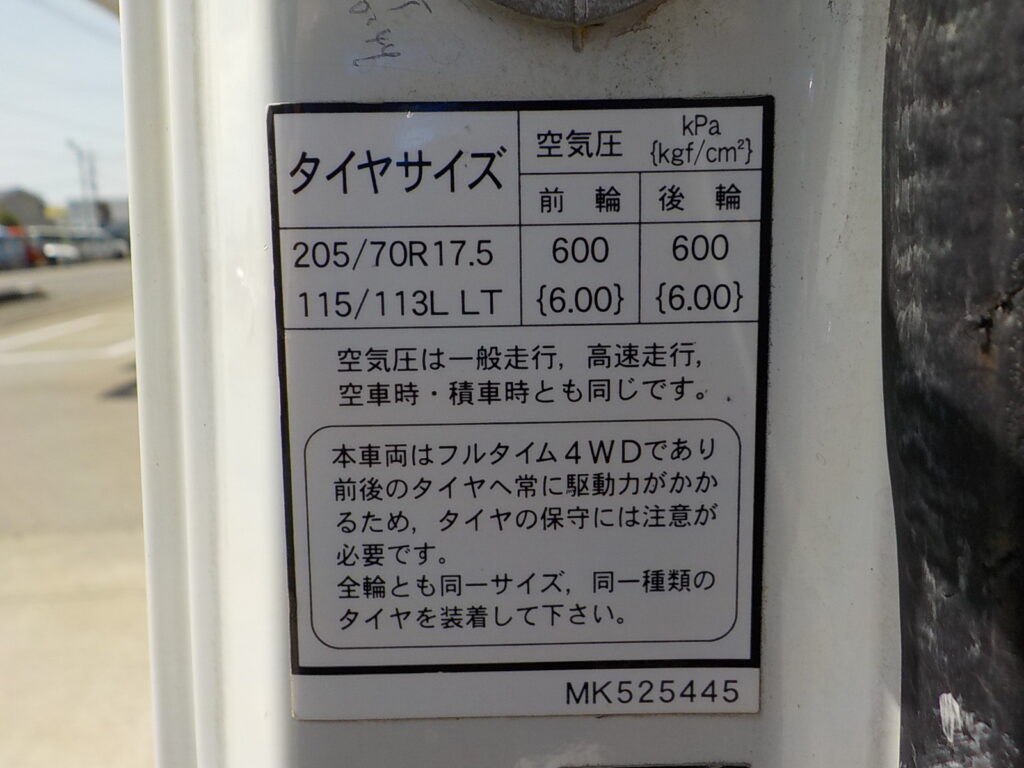 タイヤサイズ
空気圧 kPa
{kgf/cm²}
前輪 後輪
205/70R17.5 600 600
115/113L LT {6.00} {6.00}
空気圧は一般走行，高速走行，
空車時・積車時とも同じです。
本車両はフルタイム4WDであり
前後のタイヤへ常に駆動力がかか
るため，タイヤの保守には注意が
必要です。
全輪とも同一サイズ，同一種類の
タイヤを装着して下さい。
MK525445